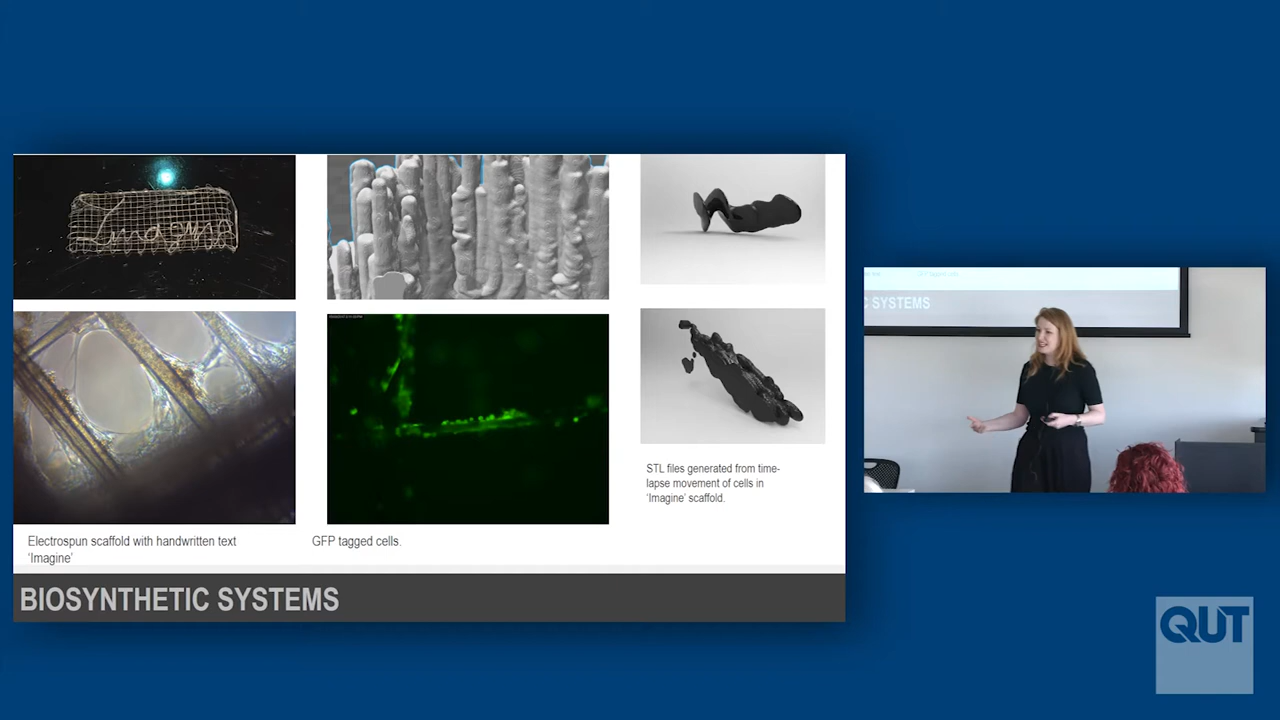 Imagine
Electrospun scaffold with handwritten text
‘Imagine’
GFP tagged cells.
STL files generated from time-
lapse movement of cells in
‘Imagine’ scaffold.
BIOSYNTHETIC SYSTEMS
C SYSTEMS
QUT